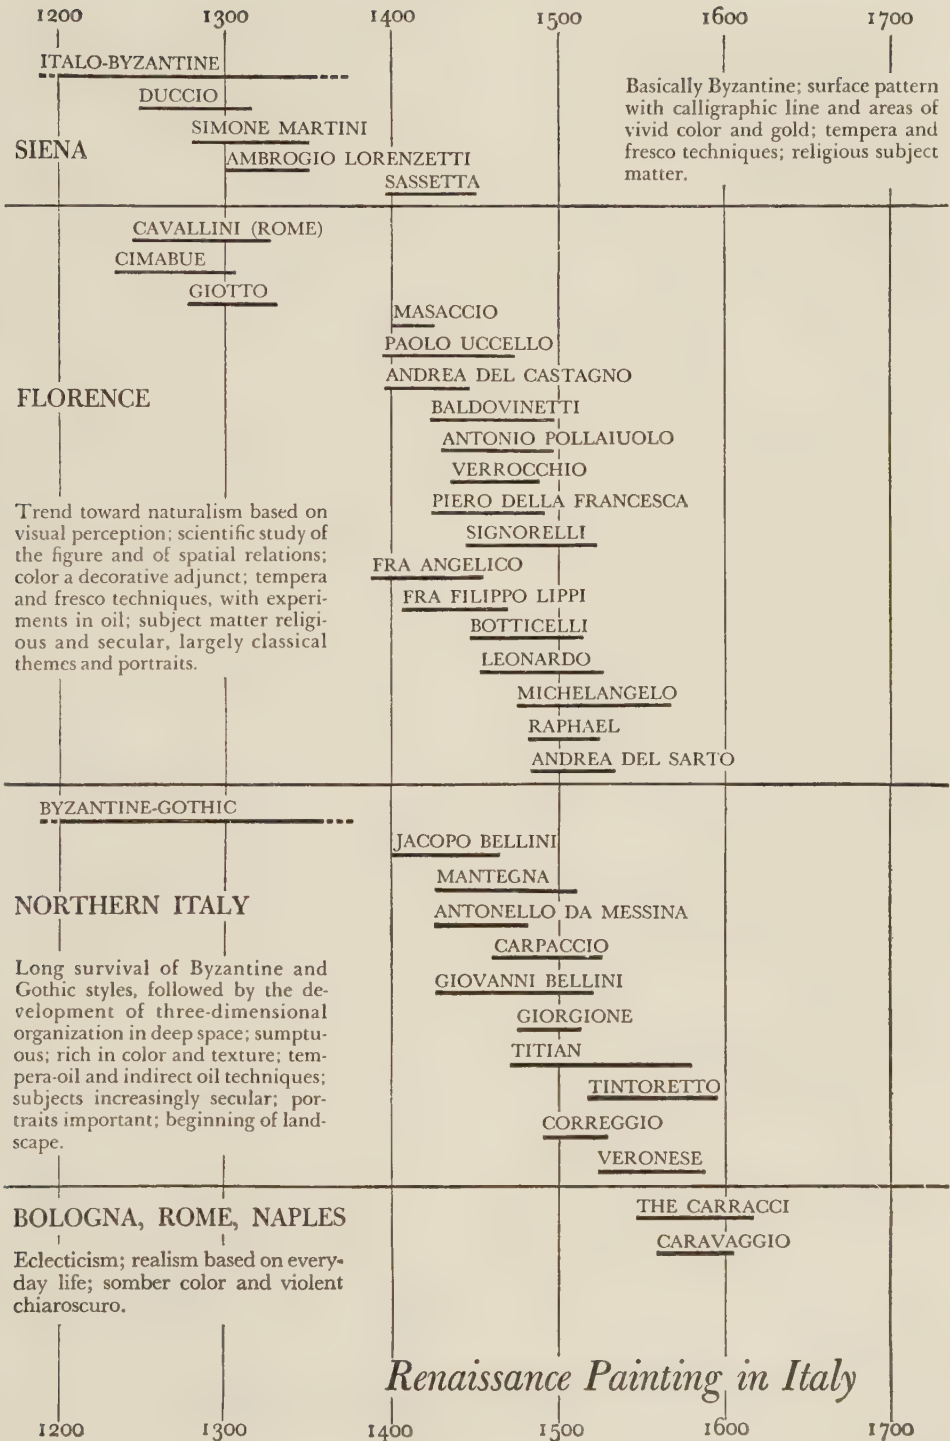 1200 1300 1400 1500 1600 1700
ITALO-BYZANTINE
DUCCIO
SIMONE MARTINI
SIENA
AMBROGIO LORENZETTI
SASSETTA
Basically Byzantine; surface pattern
with calligraphic line and areas of
vivid color and gold; tempera and
fresco techniques; religious subject
matter.
CAVALLINI (ROME)
CIMABUE
GIOTTO
MASACCIO
PAOLO UCCELLO
ANDREA DEL CASTAGNO
FLORENCE
BALDOVINETTI
ANTONIO POLLAIUOLO
VERROCCHIO
PIERO DELLA FRANCESCA
SIGNORELLI
FRA ANGELICO
FRA FILIPPO LIPPI
BOTTICELLI
LEONARDO
MICHELANGELO
RAPHAEL
ANDREA DEL SARTO
Trend toward naturalism based on
visual perception; scientific study of
the figure and of spatial relations;
color a decorative adjunct; tempera
and fresco techniques, with experi-
ments in oil; subject matter religi-
ous and secular, largely classical
themes and portraits.
BYZANTINE-GOTHIC
JACOPO BELLINI
MANTEGNA
NORTHERN ITALY
ANTONELLO DA MESSINA
CARPACCIO
GIOVANNI BELLINI
GIORGIONE
TITIAN
TINTORETTO
CORREGGIO
VERONESE
Long survival of Byzantine and
Gothic styles, followed by the de-
velopment of three-dimensional
organization in deep space; sumptu-
ous; rich in color and texture; tem-
pera-oil and indirect oil techniques;
subjects increasingly secular; por-
traits important; beginning of land-
scape.
BOLOGNA, ROME, NAPLES
THE CARRACCI
CARAVAGGIO
Eclecticism; realism based on every-
day life; somber color and violent
chiaroscuro.
Renaissance Painting in Italy
1200 1300 1400 1500 1600 1700